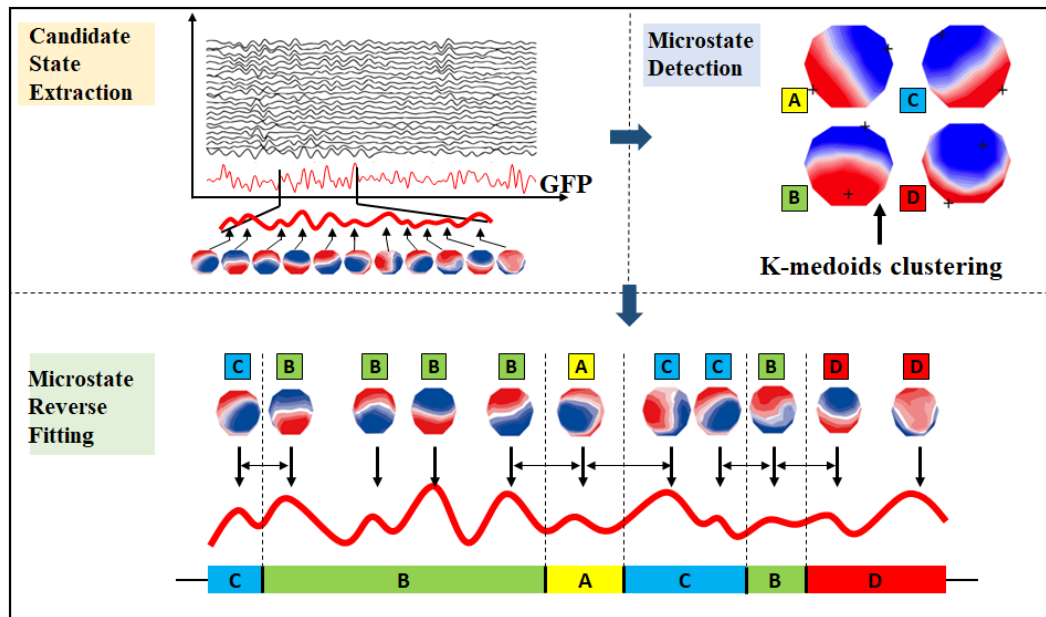 Candidate
State
Extraction
GFP
Microstate
Detection
A
C
B
D
K-medoids clustering
Microstate
Reverse
Fitting
C B B B B A C C B D D
C B A C B D